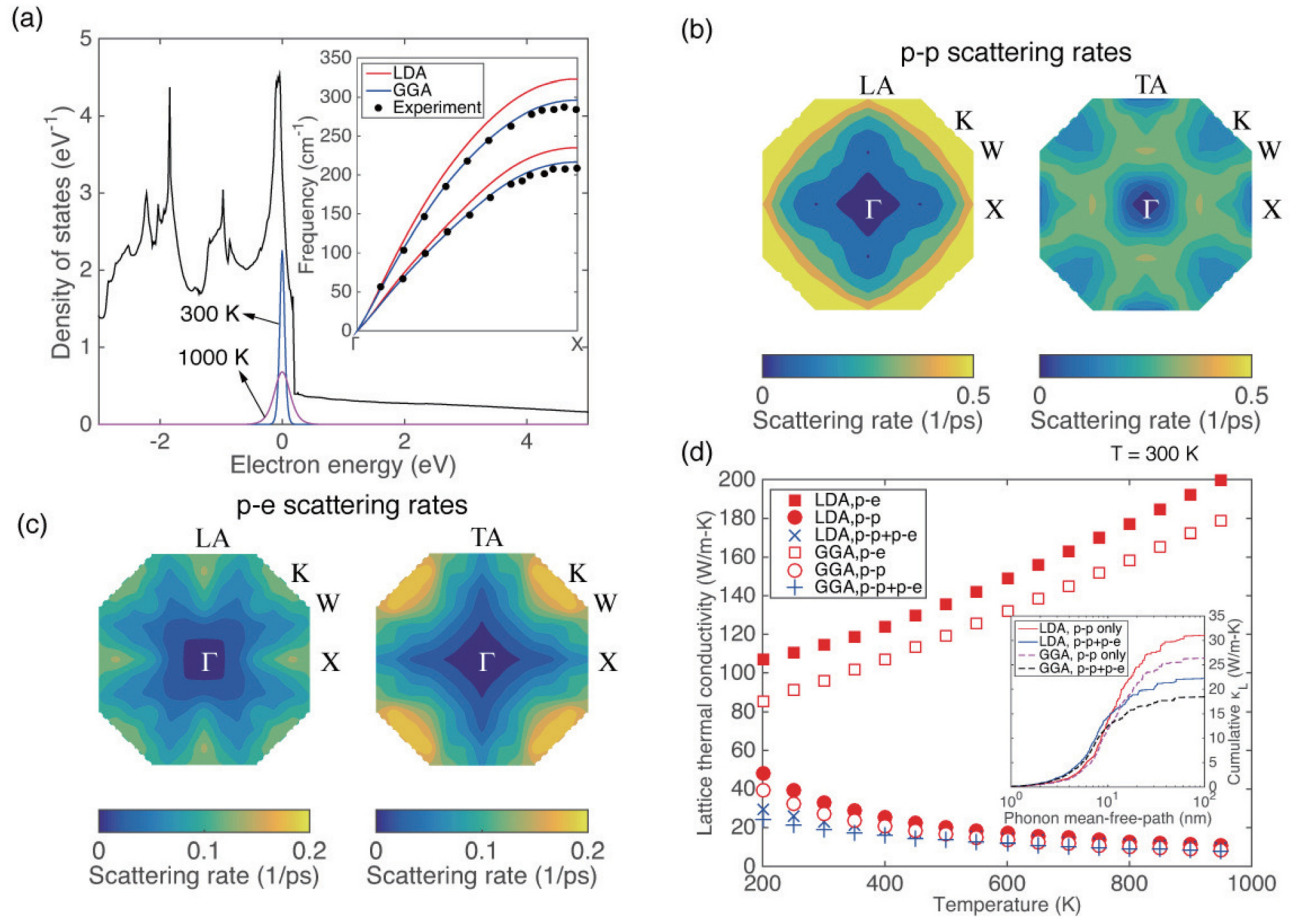 (a)
Density of states (eV⁻¹)
5
4
3
2
1
0
-2
0
2
4
Electron energy (eV)
300 K
1000 K
LDA
GGA
Experiment
Frequency (cm⁻¹)
350
300
250
200
150
100
50
0
Γ
X
(b)
p-p scattering rates
LA
K
W
X
Γ
TA
K
W
X
Γ
0
0.5
Scattering rate (1/ps)
0
0.5
Scattering rate (1/ps)
T = 300 K
(c)
p-e scattering rates
LA
K
W
X
Γ
TA
K
W
X
Γ
0
0.1
0.2
Scattering rate (1/ps)
0
0.1
0.2
Scattering rate (1/ps)
(d)
Lattice thermal conductivity (W/m-K)
200
180
160
140
120
100
80
60
40
20
0
200
400
600
800
1000
Temperature (K)
LDA,p-e
LDA,p-p
LDA,p-p+p-e
GGA,p-e
GGA,p-p
GGA,p-p+p-e
LDA, p-p only
LDA, p-p+p-e
GGA, p-p only
GGA, p-p+p-e
35
30
25
20
15
10
5
0
Cumulative κL (W/m-K)
10⁰
10¹
10²
Phonon mean-free-path (nm)